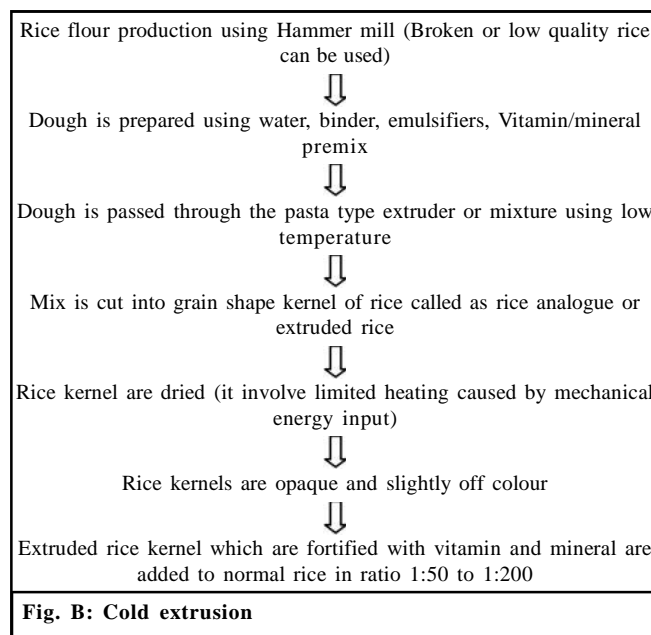 Rice flour production using Hammer mill (Broken or low quality rice
can be used)
Dough is prepared using water, binder, emulsifiers, Vitamin/mineral
premix
Dough is passed through the pasta type extruder or mixture using low
temperature
Mix is cut into grain shape kernel of rice called as rice analogue or
extruded rice
Rice kernel are dried (it involve limited heating caused by mechanical
energy input)
Rice kernels are opaque and slightly off colour
Extruded rice kernel which are fortified with vitamin and mineral are
added to normal rice in ratio 1:50 to 1:200
Fig. B: Cold extrusion